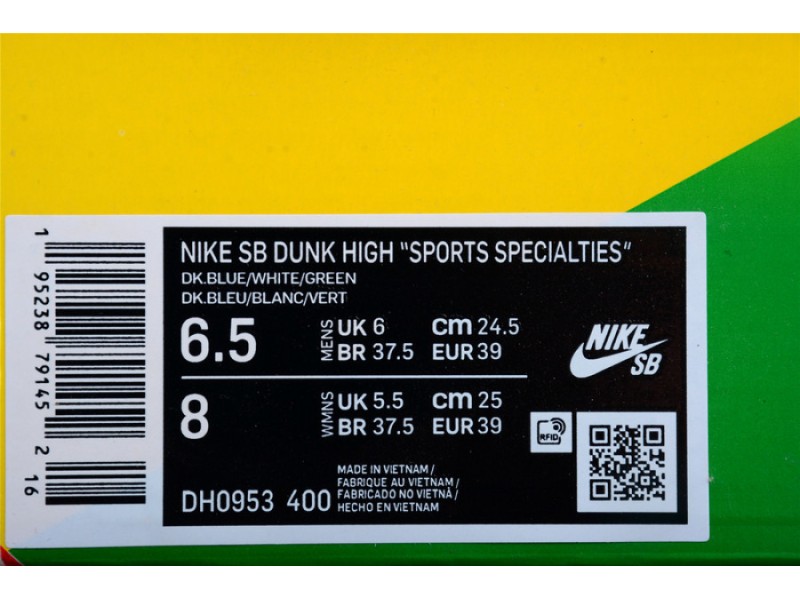 1 95238 79145 2 16
NIKE SB DUNK HIGH "SPORTS SPECIALTIES"
DK.BLUE/WHITE/GREEN
DK.BLEU/BLANC/VERT
6.5 MENS UK 6 cm 24.5
BR 37.5 EUR 39
8 WMNS UK 5.5 cm 25
BR 37.5 EUR 39
NIKE
SB
RFID
MADE IN VIETNAM /
FABRIQUE AU VIETNAM /
FABRICADO NO VIETNÃ /
HECHO EN VIETNAM
DH0953 400